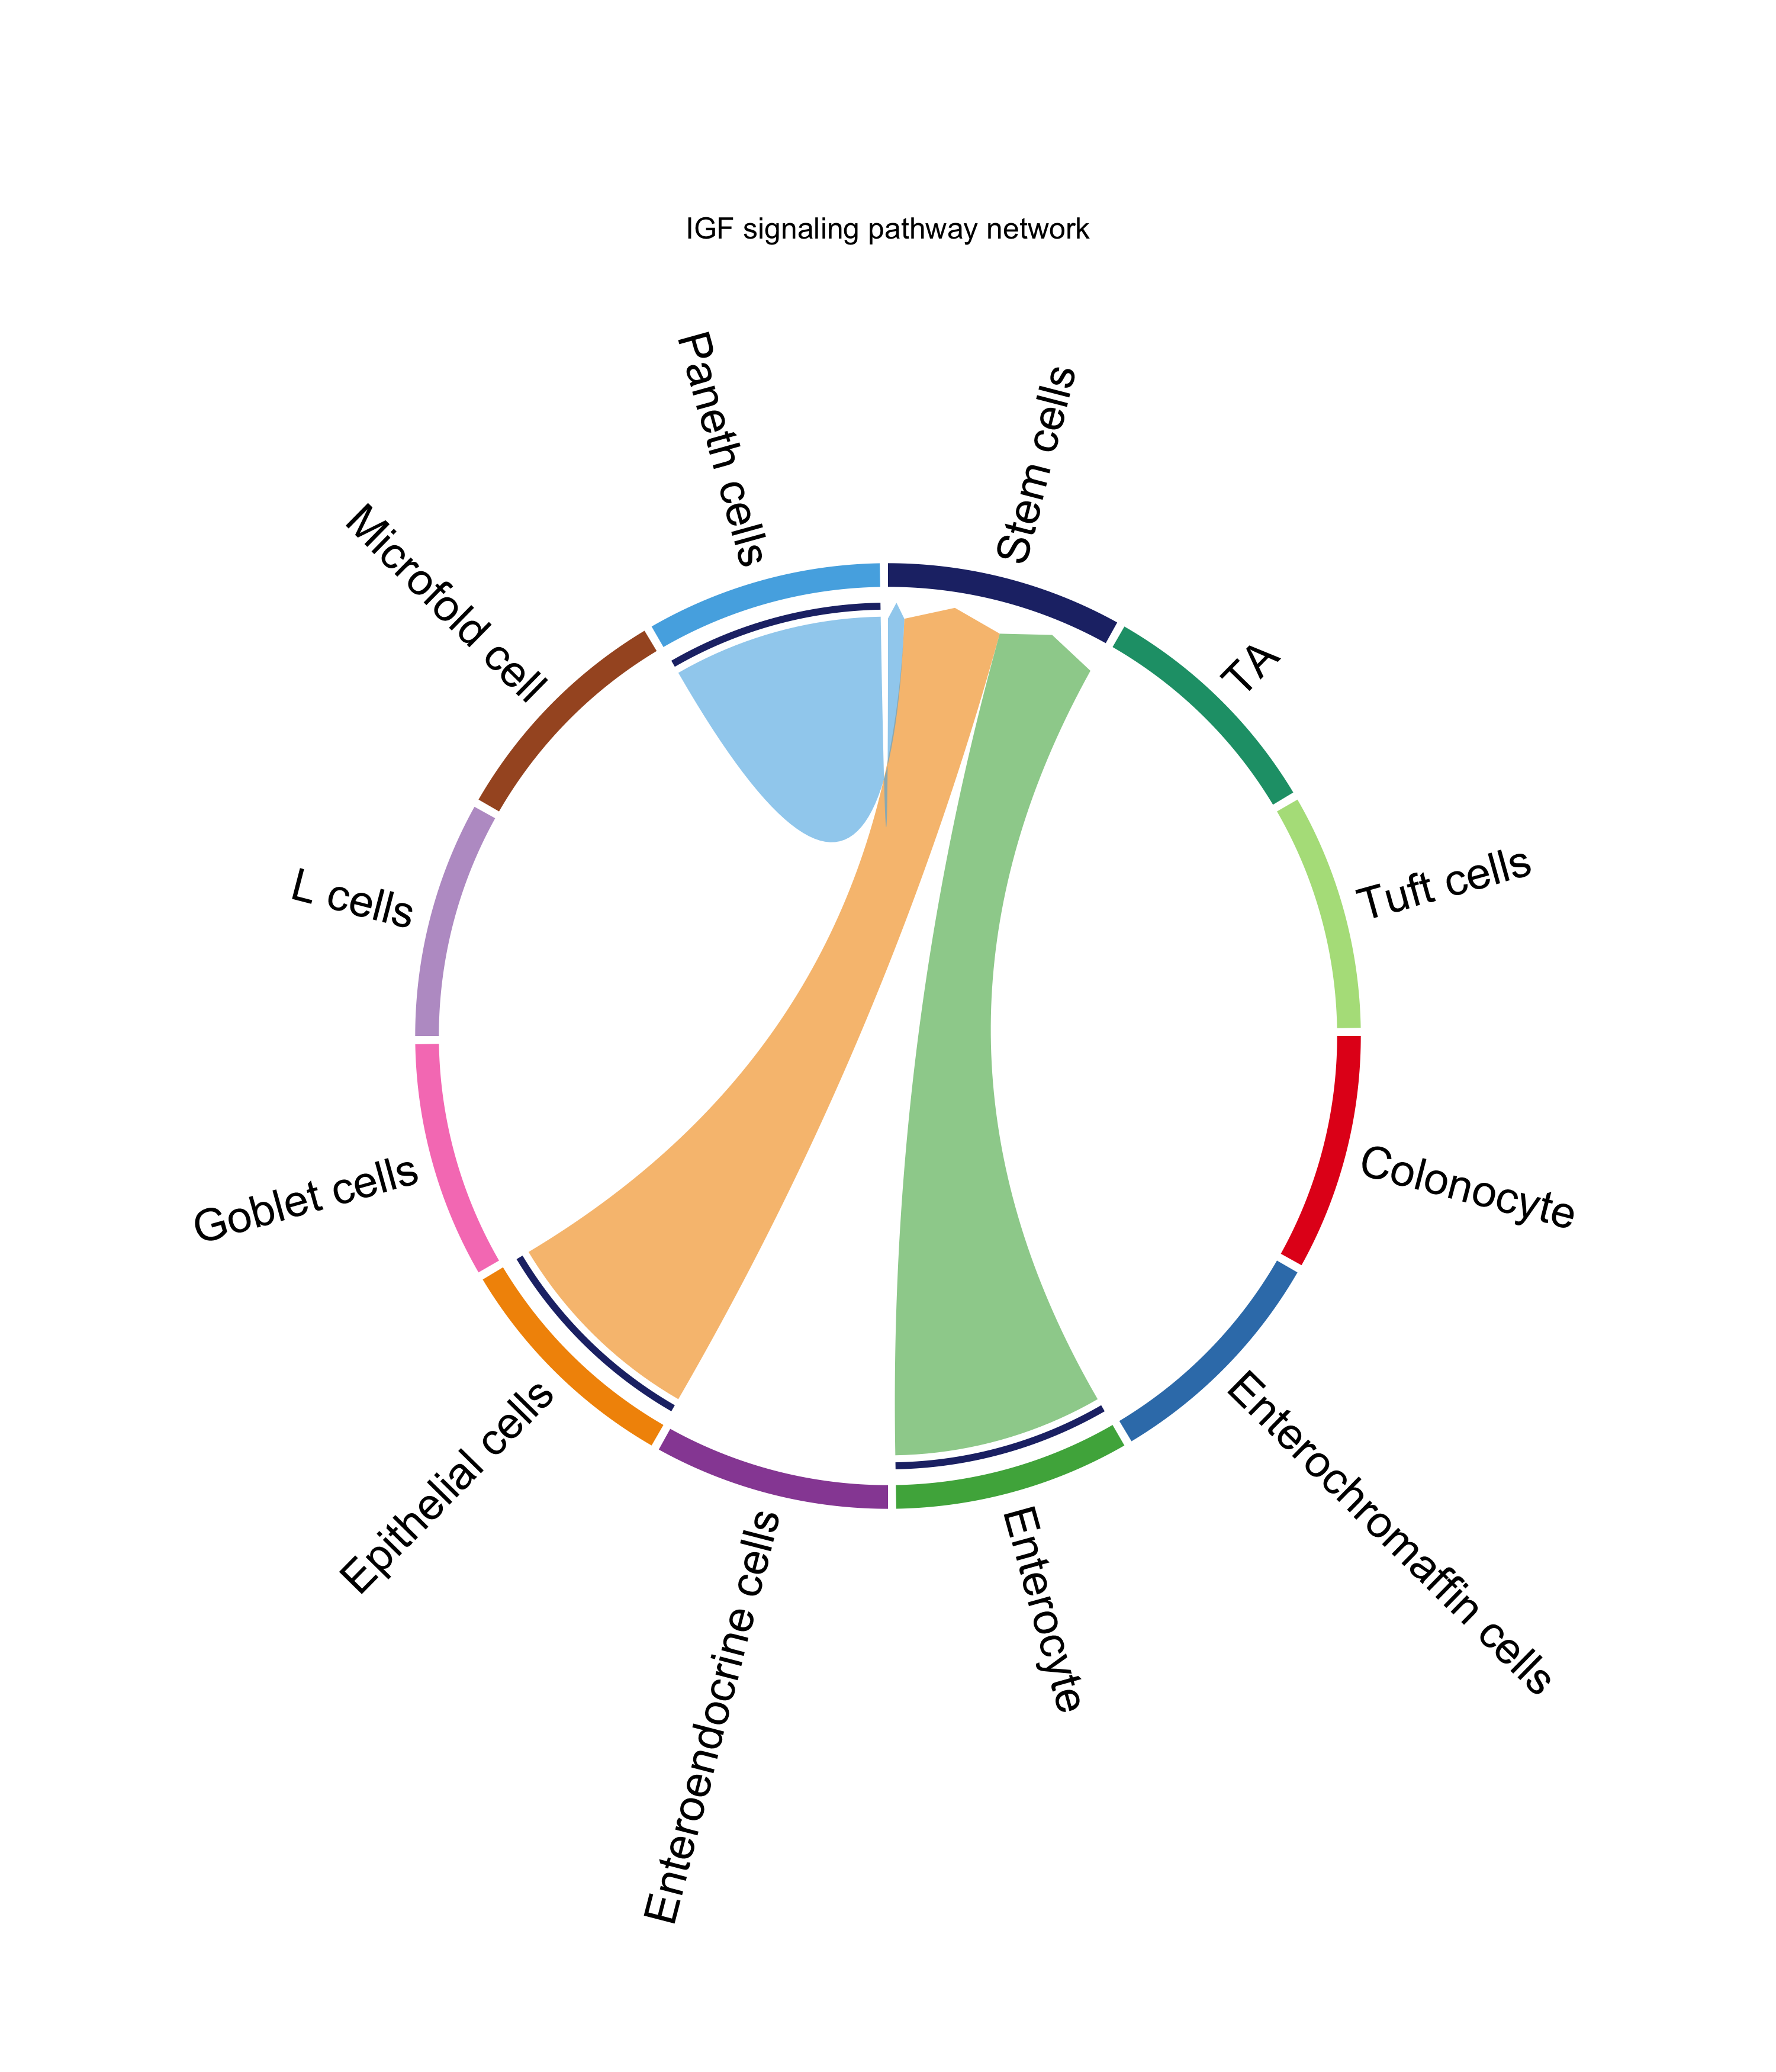 IGF signaling pathway network
Paneth cells
Stem cells
Microfold cell
TA
L cells
Tuft cells
Goblet cells
Colonocyte
Epithelial cells
Enterochromaffin cells
Enteroendocrine cells
Enterocyte